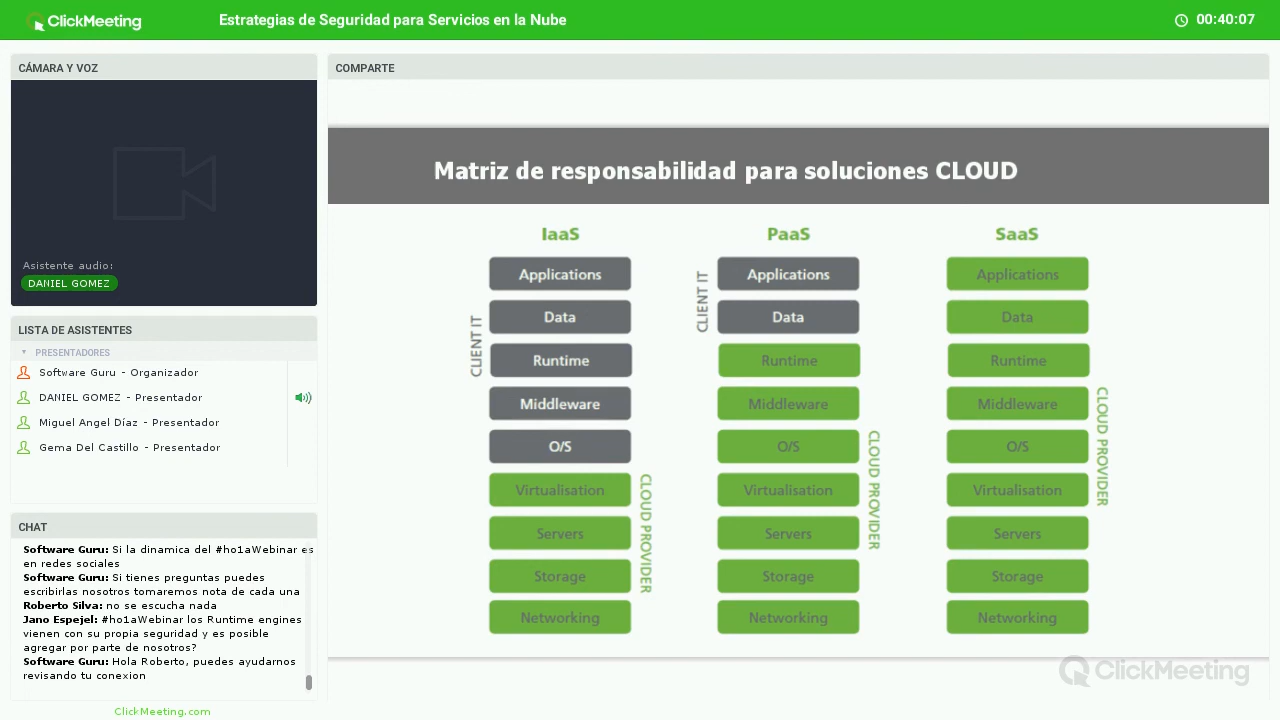 ClickMeeting
Estrategias de Seguridad para Servicios en la Nube
00:40:07
CÁMARA Y VOZ
Asistente audio:
DANIEL GOMEZ
LISTA DE ASISTENTES
PRESENTADORES
Software Guru - Organizador
DANIEL GOMEZ - Presentador
Miguel Angel Díaz - Presentador
Gema Del Castillo - Presentador
CHAT
Software Guru: Si la dinamica del #ho1aWebinar es
en redes sociales
Software Guru: Si tienes preguntas puedes
escribirlas nosotros tomaremos nota de cada una
Roberto Silva: no se escucha nada
Jano Espejel: #ho1aWebinar los Runtime engines
vienen con su propia seguridad y es posible
agregar por parte de nosotros?
Software Guru: Hola Roberto, puedes ayudarnos
revisando tu conexion
ClickMeeting.com
COMPARTE
Matriz de responsabilidad para soluciones CLOUD
IaaS
CLIENT IT
Applications
Data
Runtime
Middleware
O/S
Virtualisation
Servers
Storage
Networking
CLOUD PROVIDER
PaaS
CLIENT IT
Applications
Data
Runtime
Middleware
O/S
Virtualisation
Servers
Storage
Networking
CLOUD PROVIDER
SaaS
Applications
Data
Runtime
Middleware
O/S
Virtualisation
Servers
Storage
Networking
CLOUD PROVIDER
ClickMeeting